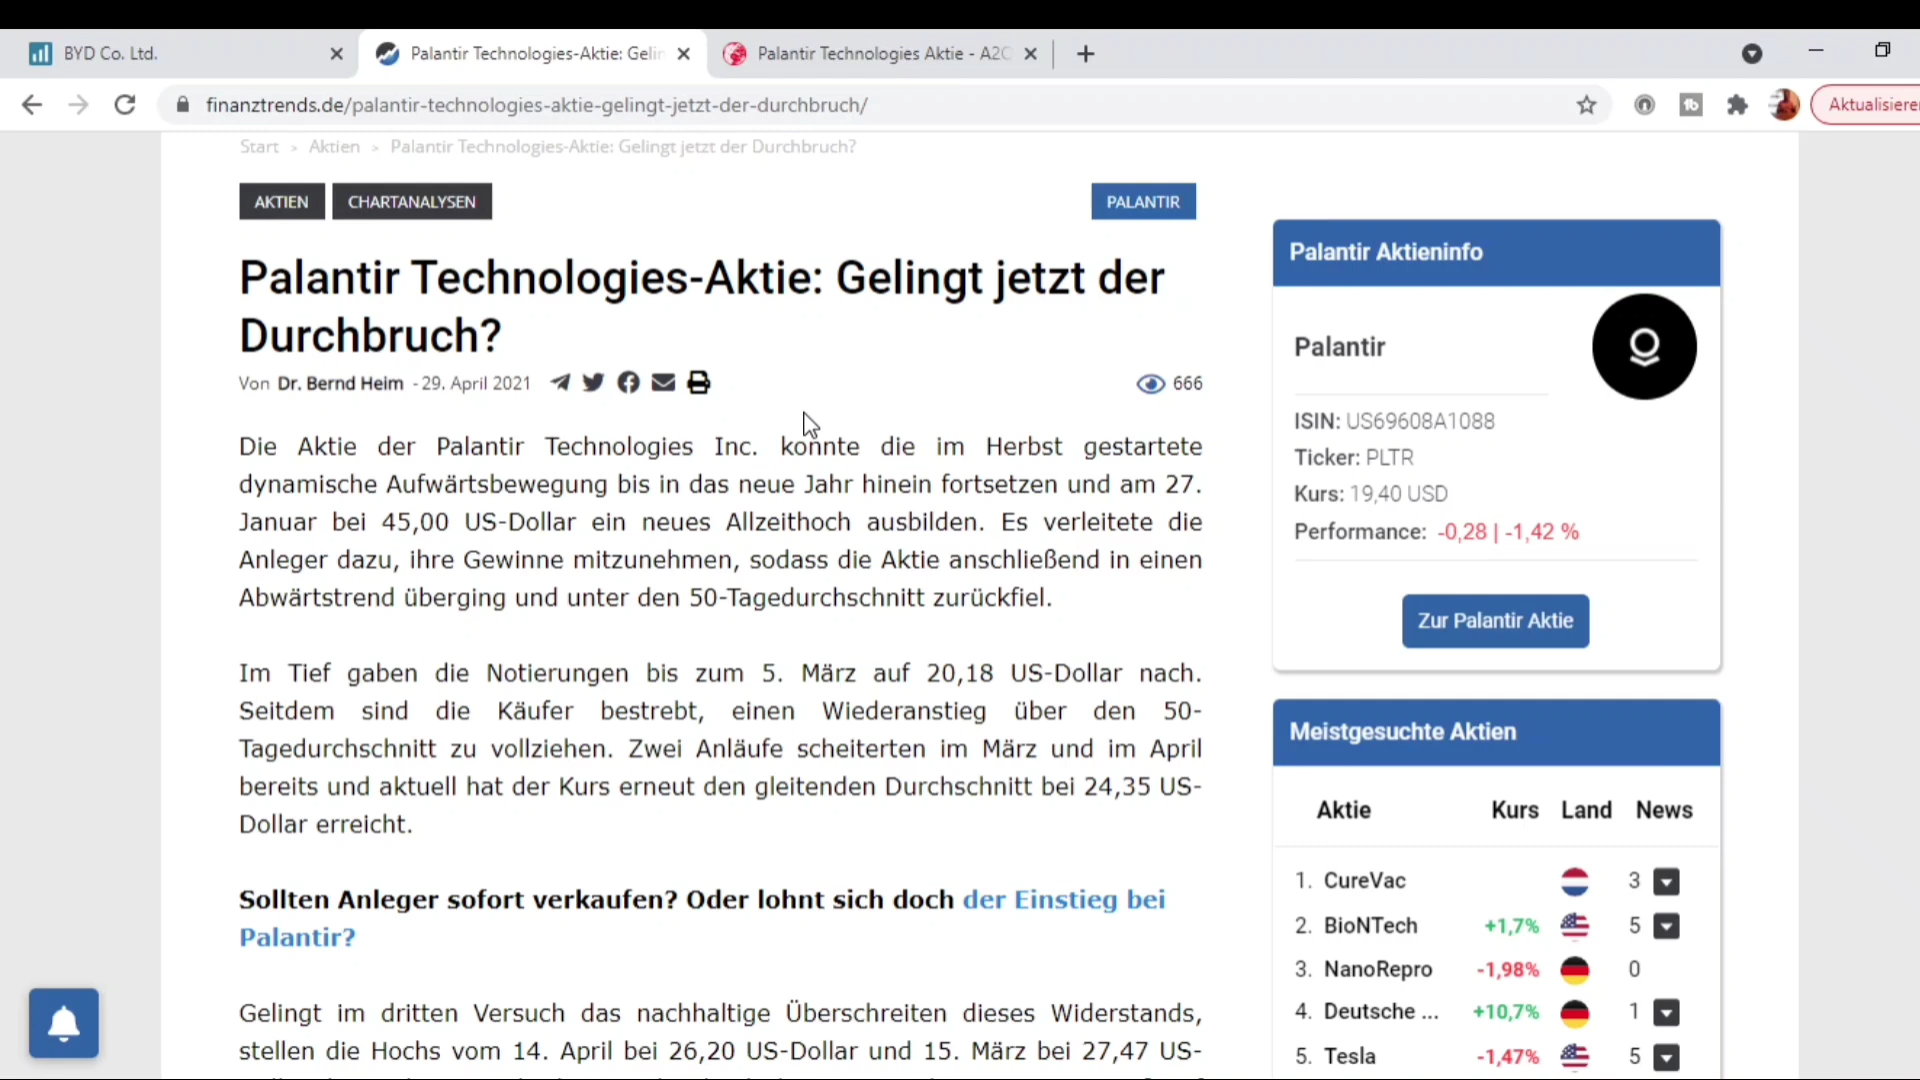 BYD Co. Ltd.
Palantir Technologies-Aktie: Gelin
Palantir Technologies Aktie - A2C
finanztrends.de/palantir-technologies-aktie-gelingt-jetzt-der-durchbruch/
Aktualisieren
Start > Aktien > Palantir Technologies-Aktie: Gelingt jetzt der Durchbruch?
AKTIEN
CHARTANALYSEN
PALANTIR
Palantir Technologies-Aktie: Gelingt jetzt der
Durchbruch?
Von Dr. Bernd Heim - 29. April 2021
666
Die Aktie der Palantir Technologies Inc. konnte die im Herbst gestartete
dynamische Aufwärtsbewegung bis in das neue Jahr hinein fortsetzen und am 27.
Januar bei 45,00 US-Dollar ein neues Allzeithoch ausbilden. Es verleitete die
Anleger dazu, ihre Gewinne mitzunehmen, sodass die Aktie anschließend in einen
Abwärtstrend überging und unter den 50-Tagedurchschnitt zurückfiel.
Im Tief gaben die Notierungen bis zum 5. März auf 20,18 US-Dollar nach.
Seitdem sind die Käufer bestrebt, einen Wiederanstieg über den 50-
Tagedurchschnitt zu vollziehen. Zwei Anläufe scheiterten im März und im April
bereits und aktuell hat der Kurs erneut den gleitenden Durchschnitt bei 24,35 US-
Dollar erreicht.
Sollten Anleger sofort verkaufen? Oder lohnt sich doch der Einstieg bei
Palantir?
Gelingt im dritten Versuch das nachhaltige Überschreiten dieses Widerstands,
stellen die Hochs vom 14. April bei 26,20 US-Dollar und 15. März bei 27,47 US-
Palantir Aktieninfo
Palantir
ISIN: US69608A1088
Ticker: PLTR
Kurs: 19,40 USD
Performance: -0,28 | -1,42 %
Zur Palantir Aktie
Meistgesuchte Aktien
Aktie Kurs Land News
1. CureVac 3
2. BioNTech +1,7% 5
3. NanoRepro -1,98% 0
4. Deutsche ... +10,7% 1
5. Tesla -1,47% 5